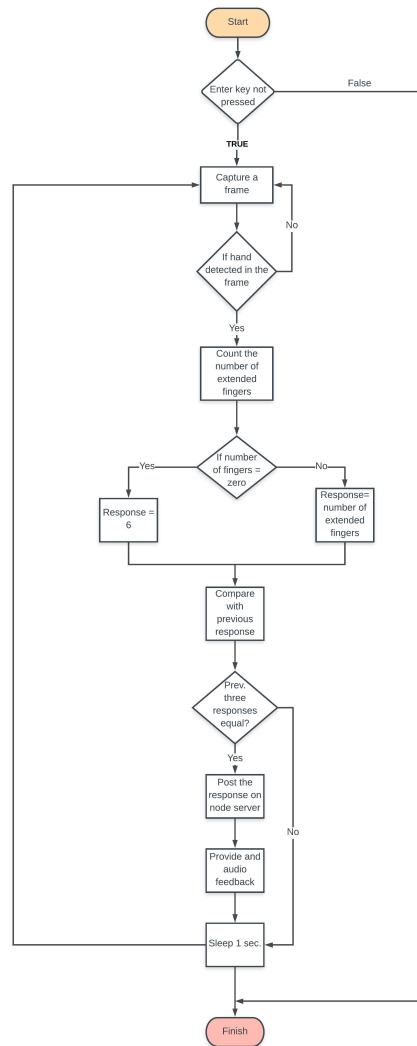 Start
Enter key not
pressed
False
TRUE
Capture a
frame
No
If hand
detected in the
frame
Yes
Count the
number of
extended
fingers
If number
of fingers =
zero
Yes
No
Response =
6
Response=
number of
extended
fingers
Compare
with
previous
response
Prev.
three
responses
equal?
Yes
No
Post the
response on
node server
Provide and
audio
feedback
Sleep 1 sec.
Finish